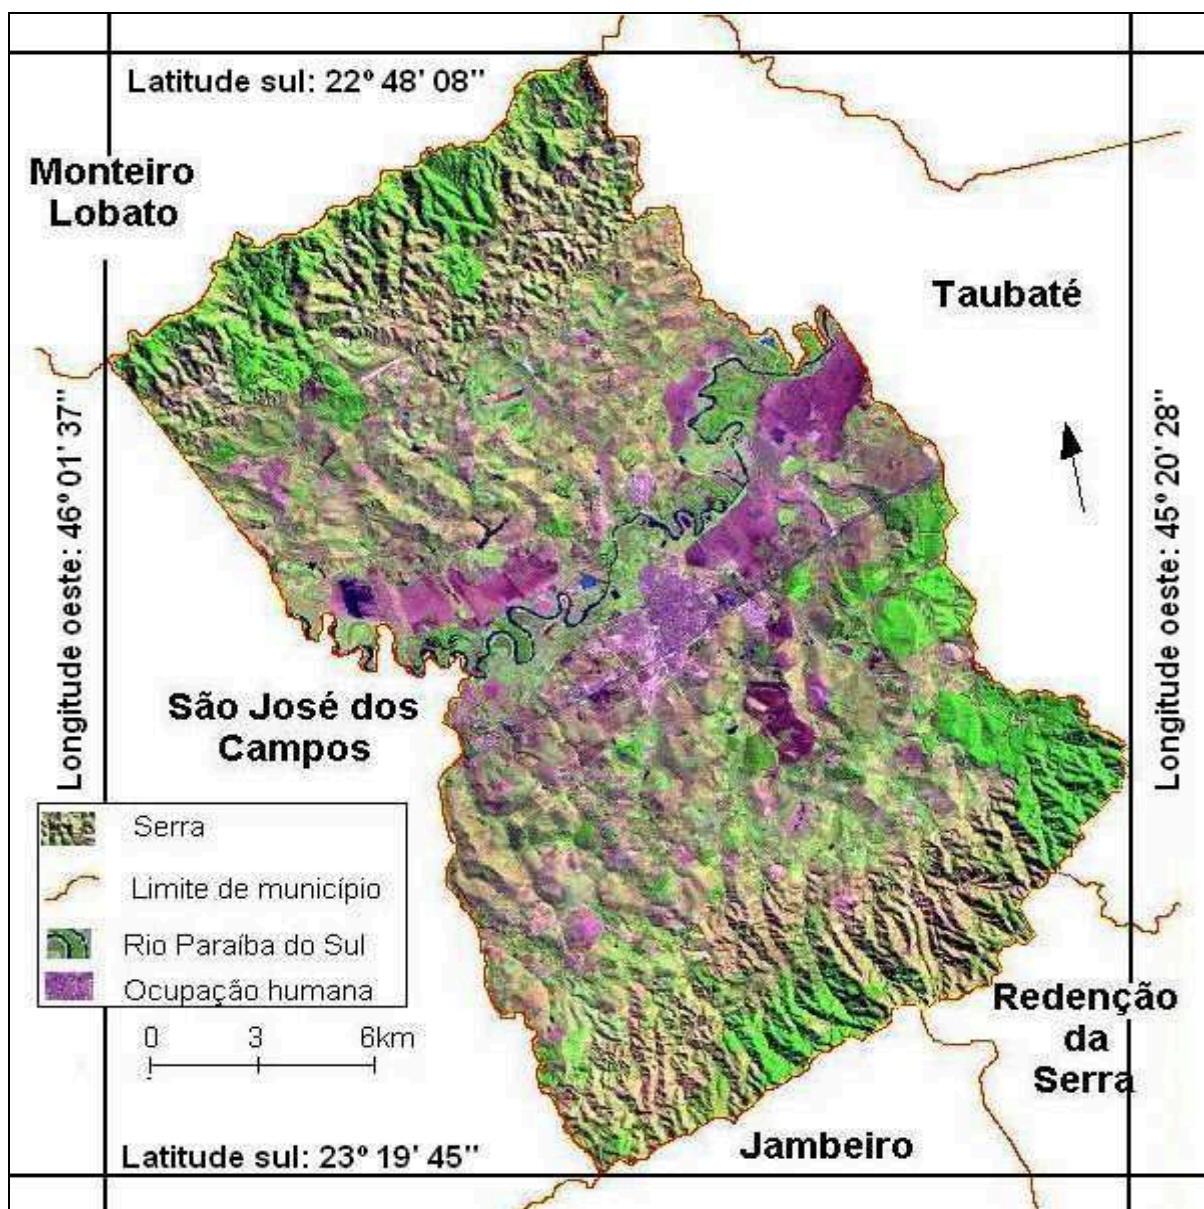 Latitude sul: 22º 48' 08"
Monteiro
Lobato
Taubaté
Longitude oeste: 46º 01' 37"
Longitude oeste: 45º 20' 28"
São José dos
Campos
Serra
Limite de município
Rio Paraíba do Sul
Ocupação humana
0 3 6km
Redenção
da
Serra
Jambeiro
Latitude sul: 23º 19' 45"